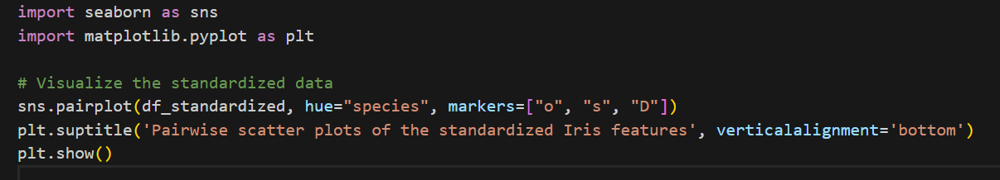 import seaborn as sns
import matplotlib.pyplot as plt
# Visualize the standardized data
sns.pairplot(df_standardized, hue="species", markers=["o", "s", "D"])
plt.suptitle('Pairwise scatter plots of the standardized Iris features', verticalalignment='bottom')
plt.show()